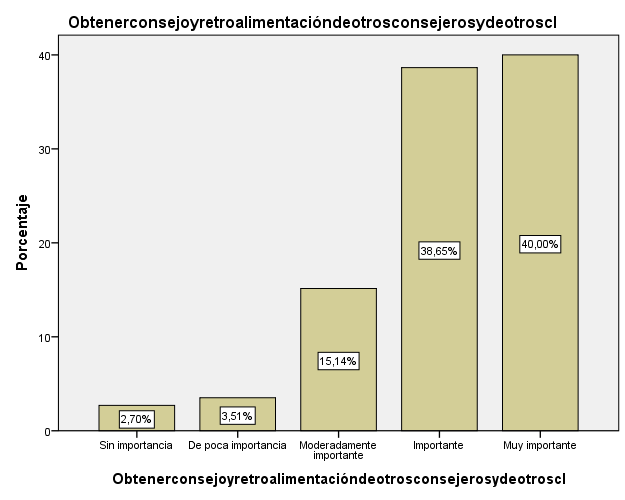 Obtenerconsejoyretroalimentacióndeotrosconsejerosydeotroscl
Porcentaje
40
30
20
10
0
2,70%
3,51%
15,14%
38,65%
40,00%
Sin importancia
De poca importancia
Moderadamente
importante
Importante
Muy importante
Obtenerconsejoyretroalimentacióndeotrosconsejerosydeotroscl